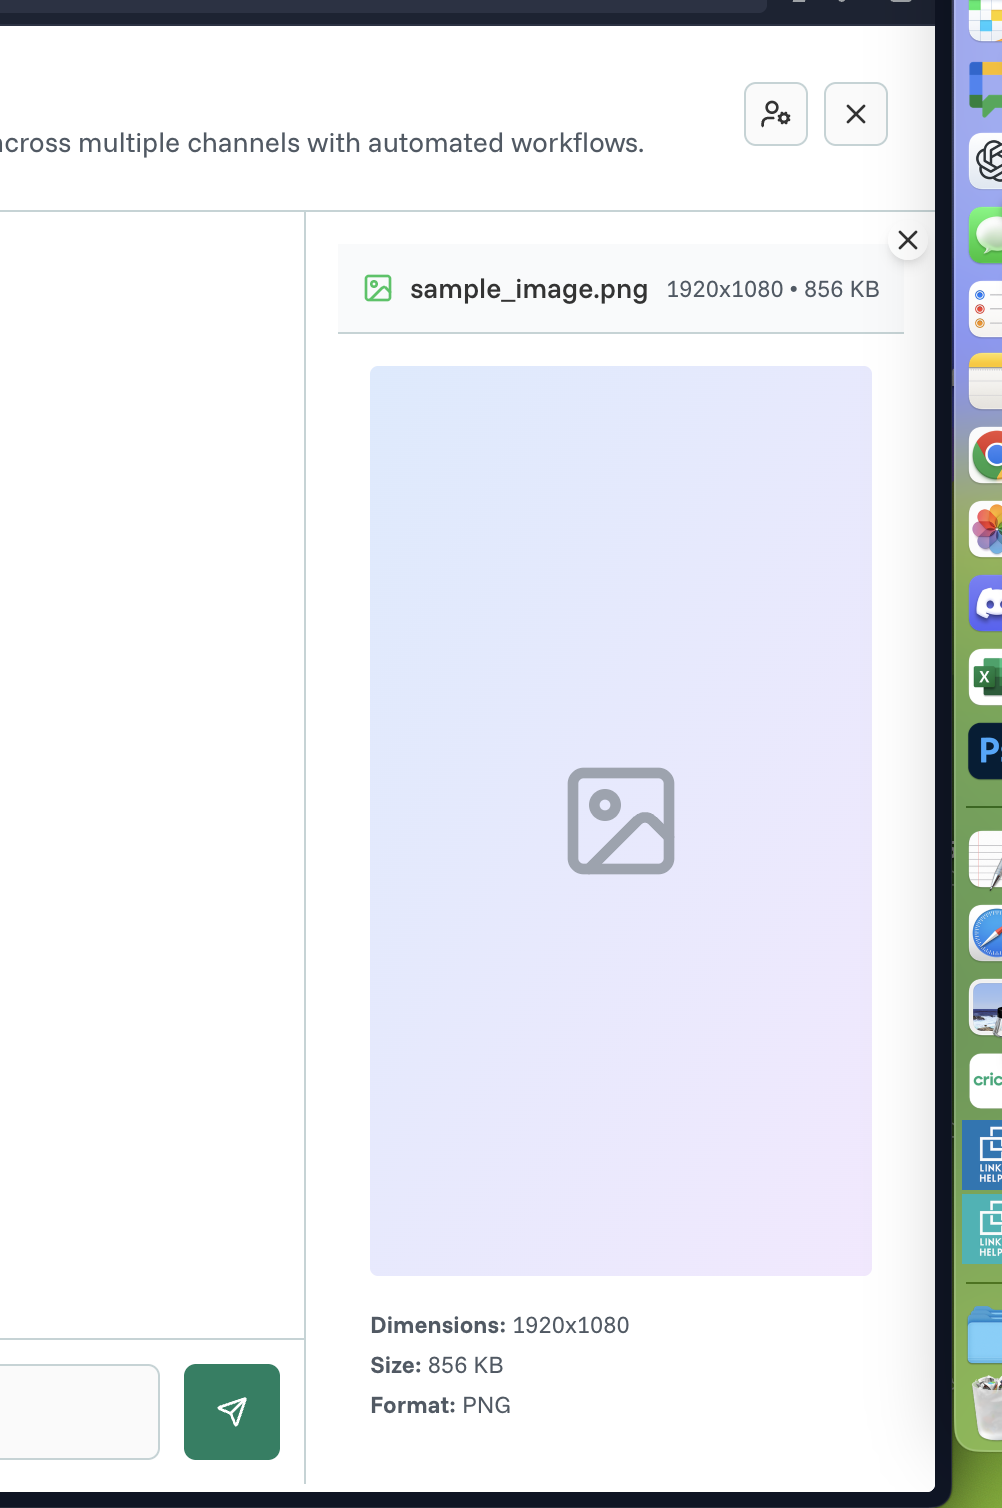 across multiple channels with automated workflows.
sample_image.png 1920x1080 • 856 KB
Dimensions: 1920x1080
Size: 856 KB
Format: PNG
X
P
cric
LINK
HELP
LINK
HELP